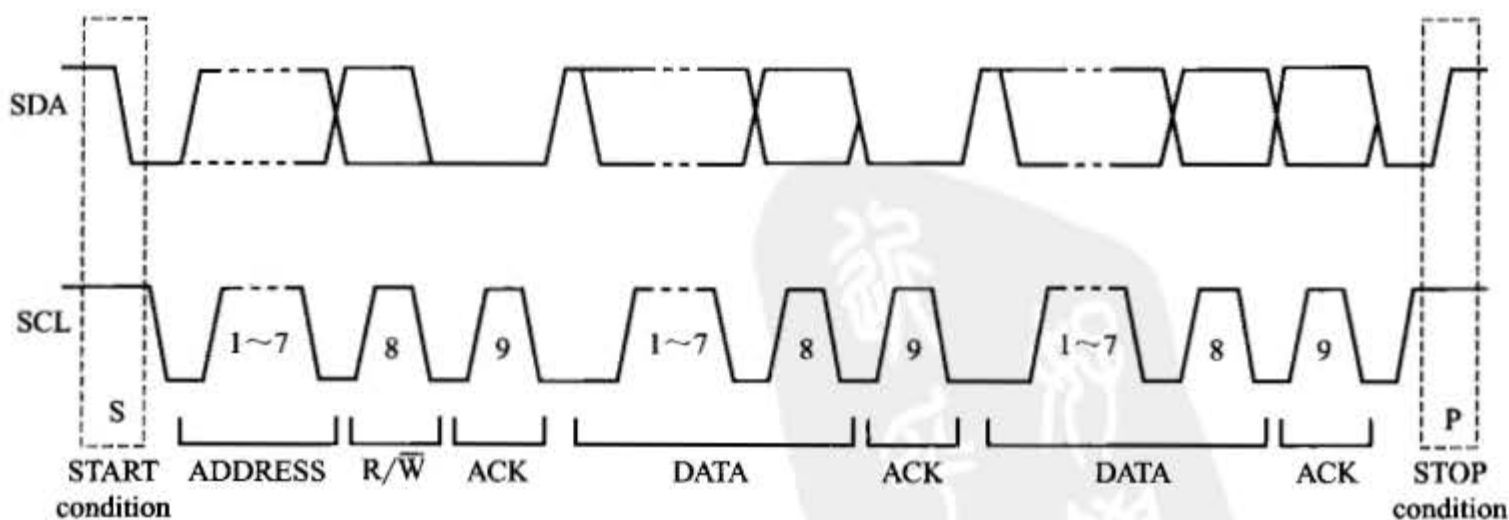 SDA
SCL
1~7 8 9 1~7 8 9 1~7 8 9
S P
START condition
ADDRESS R/W̅ ACK DATA ACK DATA ACK
STOP condition